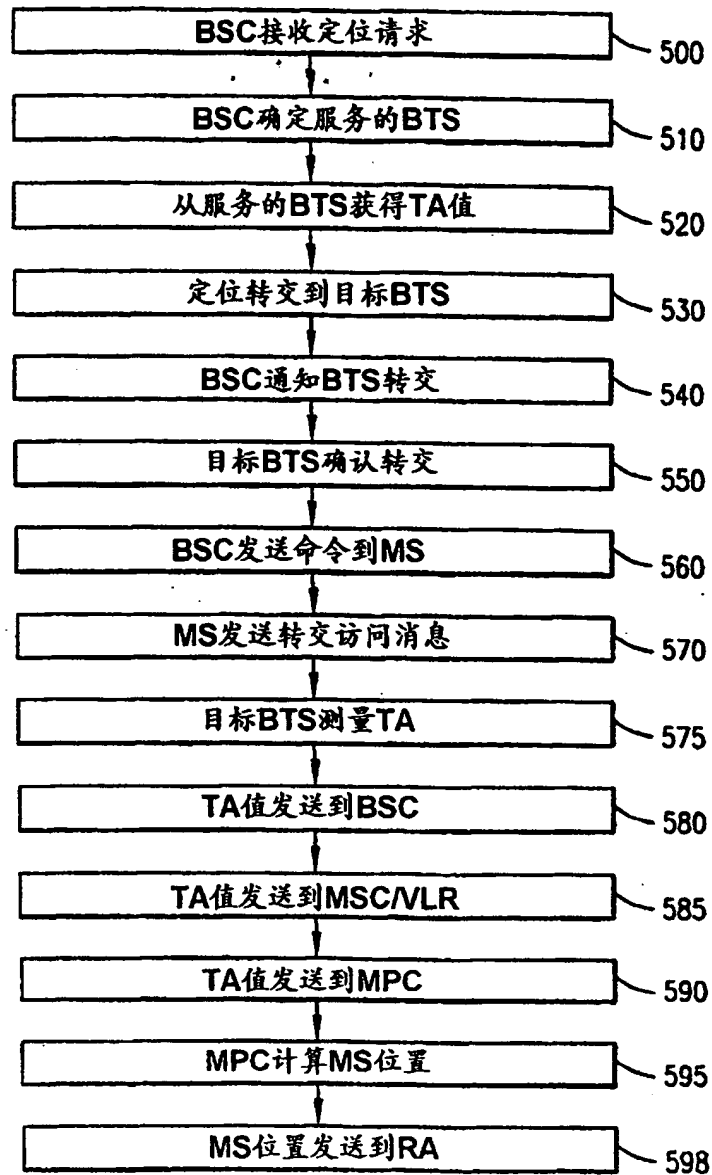 BSC接收定位请求
500
BSC确定服务的BTS
510
从服务的BTS获得TA值
520
定位转交到目标BTS
530
BSC通知BTS转交
540
目标BTS确认转交
550
BSC发送命令到MS
560
MS发送转交访问消息
570
目标BTS测量TA
575
TA值发送到BSC
580
TA值发送到MSC/VLR
585
TA值发送到MPC
590
MPC计算MS位置
595
MS位置发送到RA
598